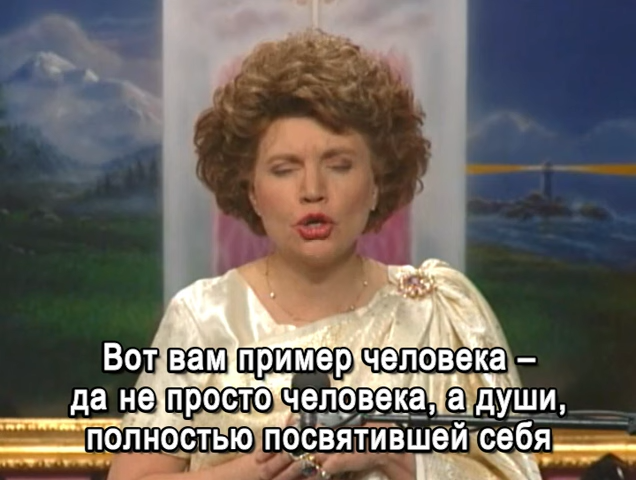 Вот вам пример человека –
да не просто человека, а души,
полностью посвятившей себя